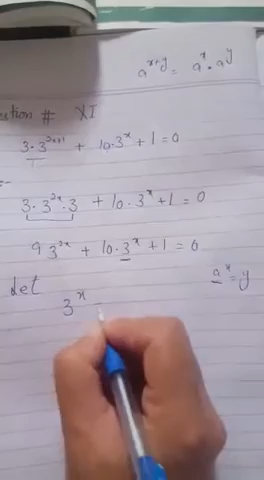 a^{x+y} = a^x · a^y
estion # XI
3 · 3^{2x+1} + 10 · 3^x + 1 = 0
3 · 3^{2x} · 3 + 10 · 3^x + 1 = 0
9 3^{2x} + 10 · 3^x + 1 = 0
Let a^x = y
3^x -